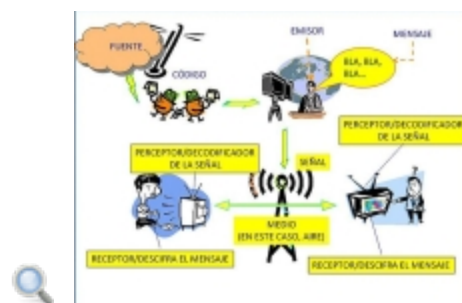 FUENTE
CÓDIGO
EMISOR
MENSAJE
BLA, BLA,
BLA...
PERCEPTOR/DECODIFICADOR
DE LA SEÑAL
SEÑAL
PERCEPTOR/DECODIFICADOR
DE LA SEÑAL
MEDIO
(EN ESTE CASO, AIRE)
RECEPTOR/DESCIFRA EL MENSAJE
RECEPTOR/DESCIFRA EL MENSAJE